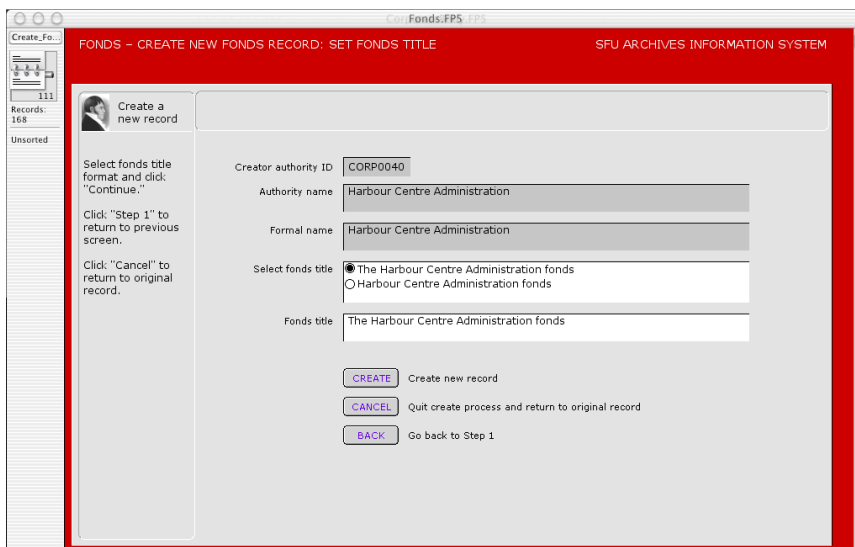 Fonds.FP5
Create_Fo...
111
Records:
168
Unsorted
FONDS – CREATE NEW FONDS RECORD: SET FONDS TITLE
SFU ARCHIVES INFORMATION SYSTEM
Create a
new record
Select fonds title
format and click
"Continue."
Click "Step 1" to
return to previous
screen.
Click "Cancel" to
return to original
record.
Creator authority ID
CORP0040
Authority name
Harbour Centre Administration
Formal name
Harbour Centre Administration
Select fonds title
The Harbour Centre Administration fonds
Harbour Centre Administration fonds
Fonds title
The Harbour Centre Administration fonds
CREATE
Create new record
CANCEL
Quit create process and return to original record
BACK
Go back to Step 1